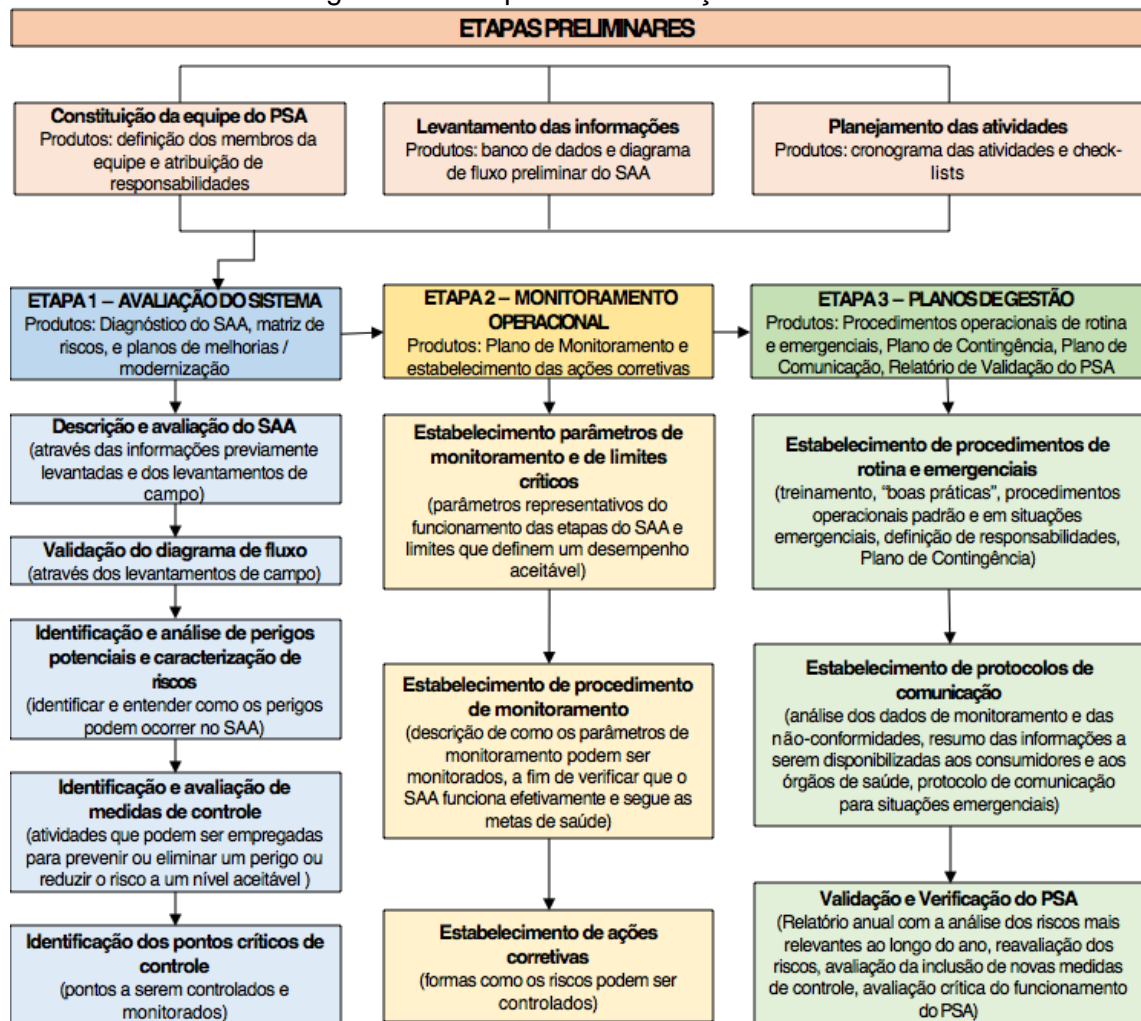 ETAPAS PRELIMINARES
Constituição da equipe do PSA
Produtos: definição dos membros da
equipe e atribuição de
responsabilidades
Levantamento das informações
Produtos: banco de dados e diagrama
de fluxo preliminar do SAA
Planejamento das atividades
Produtos: cronograma das atividades e check-
lists
ETAPA 1 – AVALIAÇÃO DO SISTEMA
Produtos: Diagnóstico do SAA, matriz de
riscos, e planos de melhorias /
modernização
Descrição e avaliação do SAA
(através das informações previamente
levantadas e dos levantamentos de
campo)
Validação do diagrama de fluxo
(através dos levantamentos de campo)
Identificação e análise de perigos
potenciais e caracterização de
riscos
(identificar e entender como os perigos
podem ocorrer no SAA)
Identificação e avaliação de
medidas de controle
(atividades que podem ser empregadas
para prevenir ou eliminar um perigo ou
reduzir o risco a um nível aceitável )
Identificação dos pontos críticos de
controle
(pontos a serem controlados e
monitorados)
ETAPA 2 – MONITORAMENTO
OPERACIONAL
Produtos: Plano de Monitoramento e
estabelecimento das ações corretivas
Estabelecimento parâmetros de
monitoramento e de limites
críticos
(parâmetros representativos do
funcionamento das etapas do SAA e
limites que definem um desempenho
aceitável)
Estabelecimento de procedimento
de monitoramento
(descrição de como os parâmetros de
monitoramento podem ser
monitorados, a fim de verificar que o
SAA funciona efetivamente e segue as
metas de saúde)
Estabelecimento de ações
corretivas
(formas como os riscos podem ser
controlados)
ETAPA 3 – PLANOS DE GESTÃO
Produtos: Procedimentos operacionais de rotina
e emergenciais, Plano de Contingência, Plano de
Comunicação, Relatório de Validação do PSA
Estabelecimento de procedimentos de
rotina e emergenciais
(treinamento, "boas práticas", procedimentos
operacionais padrão e em situações
emergenciais, definição de responsabilidades,
Plano de Contingência)
Estabelecimento de protocolos de
comunicação
(análise dos dados de monitoramento e das
não-conformidades, resumo das informações a
serem disponibilizadas aos consumidores e aos
órgãos de saúde, protocolo de comunicação
para situações emergenciais)
Validação e Verificação do PSA
(Relatório anual com a análise dos riscos mais
relevantes ao longo do ano, reavaliação dos
riscos, avaliação da inclusão de novas medidas
de controle, avaliação crítica do funcionamento
do PSA)